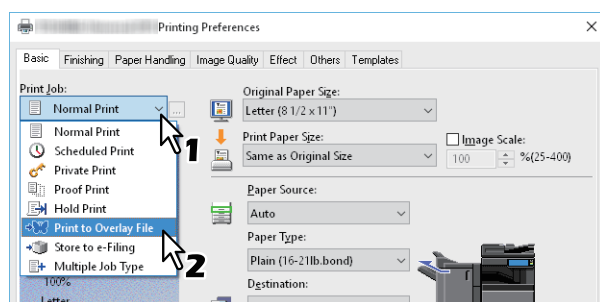 Printing Preferences
Basic Finishing Paper Handling Image Quality Effect Others Templates
Print Job:
Normal Print ...
Normal Print
Scheduled Print
Private Print
Proof Print
Hold Print
Print to Overlay File
Store to e-Filing
Multiple Job Type
100%
Letter
1
2
Original Paper Size:
Letter (8 1/2 x 11")
Print Paper Size:
Same as Original Size
Image Scale:
100 %(25-400)
Paper Source:
Auto
Paper Type:
Plain (16-21lb.bond)
Destination: